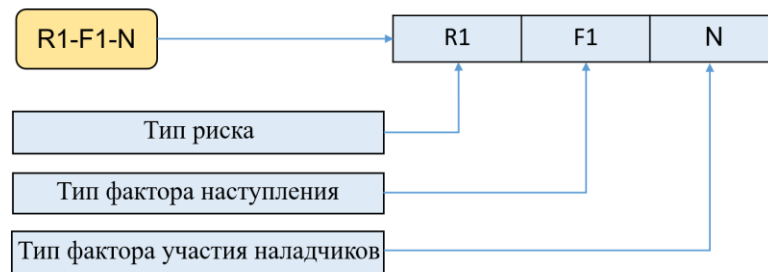 R1-F1-N
R1 F1 N
Тип риска
Тип фактора наступления
Тип фактора участия наладчиков